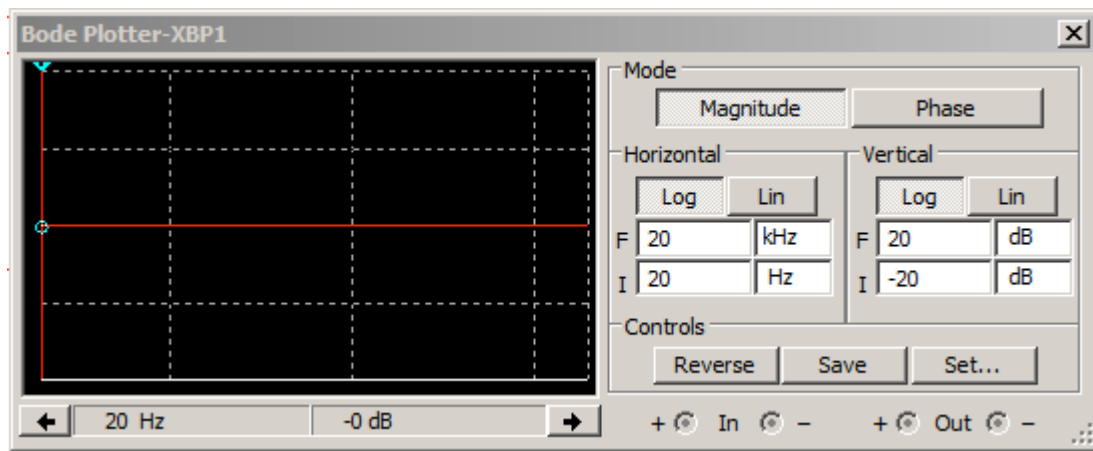 Bode Plotter-XBP1
Mode
Magnitude Phase
Horizontal Vertical
Log Lin Log Lin
F 20 kHz F 20 dB
I 20 Hz I -20 dB
Controls
Reverse Save Set...
20 Hz -0 dB + In - + Out -